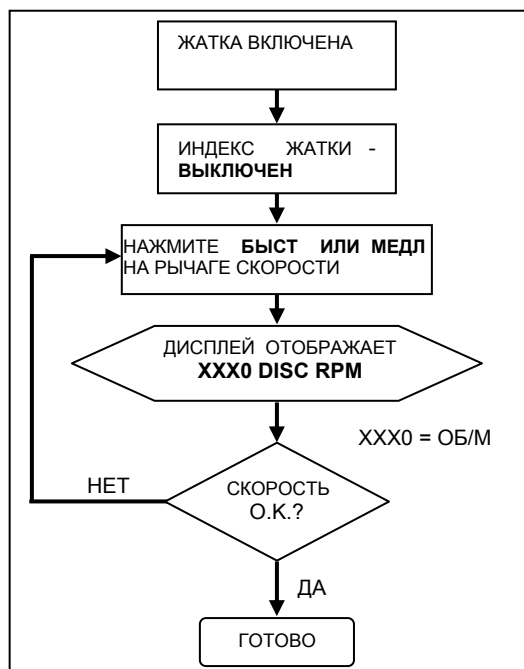 ЖАТКА ВКЛЮЧЕНА
ИНДЕКС ЖАТКИ -
ВЫКЛЮЧЕН
НАЖМИТЕ БЫСТ ИЛИ МЕДЛ
НА РЫЧАГЕ СКОРОСТИ
ДИСПЛЕЙ ОТОБРАЖАЕТ
XXX0 DISC RPM
XXX0 = ОБ/М
НЕТ
СКОРОСТЬ
О.К.?
ДА
ГОТОВО